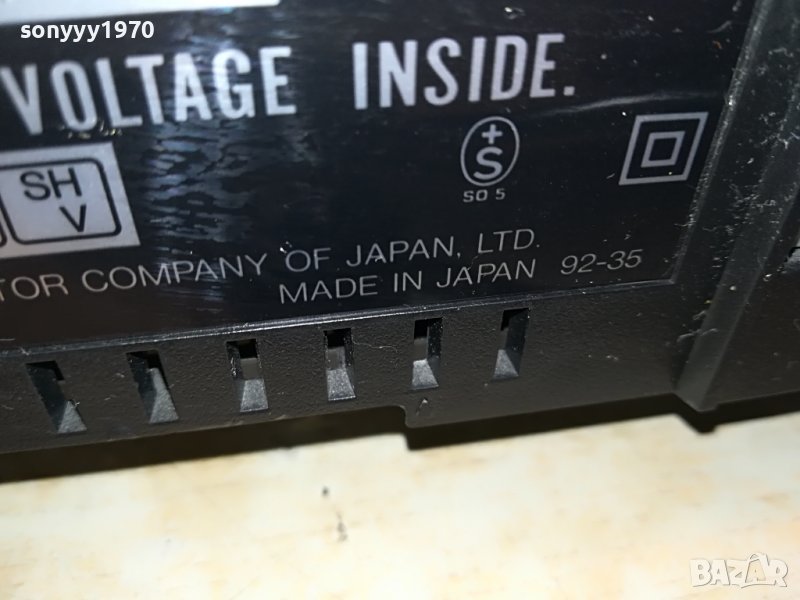 sonyyy1970
VOLTAGE INSIDE.
SH
V
+
S
SO 5
TOR COMPANY OF JAPAN, LTD.
MADE IN JAPAN 92-35
BAZAR